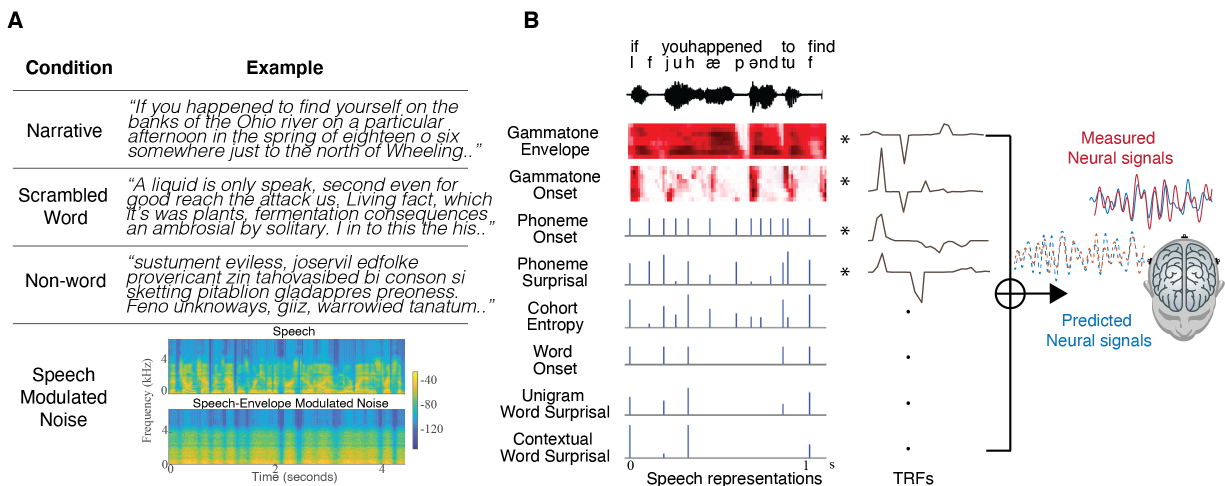 A
Condition Example
Narrative
“If you happened to find yourself on the
banks of the Ohio river on a particular
afternoon in the spring of eighteen o six
somewhere just to the north of Wheeling..”
Scrambled
Word
“A liquid is only speak, second even for
good reach the attack us. Living fact, which
it’s was plants, fermentation consequences
an ambrosial by solitary. I in to this the his..”
Non-word
“sustument eviless, joservil edfolke
provericant zin tahovasibed bi conson si
sketting pitablion gladappres preoness.
Feno unknoways, giiz, warrowied tanatum..”
Speech
Modulated
Noise
Speech
Speech-Envelope Modulated Noise
Frequency (kHz)
4
0
4
0
0 2 4
Time (seconds)
-40
-80
-120
B
if youhappened to find
I f j u h æ p ə n d t u f
Gammatone
Envelope
Gammatone
Onset
Phoneme
Onset
Phoneme
Surprisal
Cohort
Entropy
Word
Onset
Unigram
Word Surprisal
Contextual
Word Surprisal
0 1 s
Speech representations
*
*
*
*
TRFs
Measured
Neural signals
Predicted
Neural signals